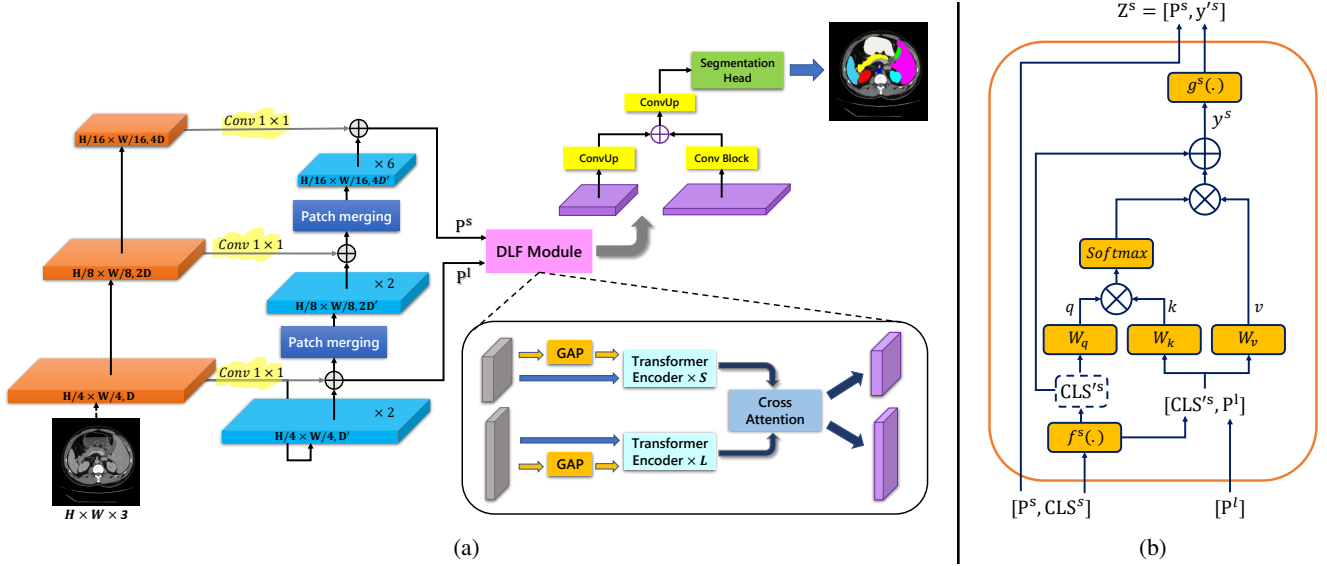 Conv 1 × 1
H/16 × W/16, 4D
× 6
H/16 × W/16, 4D′
Patch merging
Conv 1 × 1
H/8 × W/8, 2D
× 2
H/8 × W/8, 2D′
Patch merging
Conv 1 × 1
H/4 × W/4, D
× 2
H/4 × W/4, D′
H × W × 3
P^s
P^l
DLF Module
ConvUp
Conv Block
ConvUp
Segmentation
Head
GAP
Transformer
Encoder × S
Cross
Attention
Transformer
Encoder × L
GAP
(a)
Z^s = [P^s, y′^s]
g^s(.)
y^s
Softmax
q
k
v
W_q
W_k
W_v
CLS′^s
[CLS′^s, P^l]
f^s(.)
[P^s, CLS^s]
[P^l]
(b)